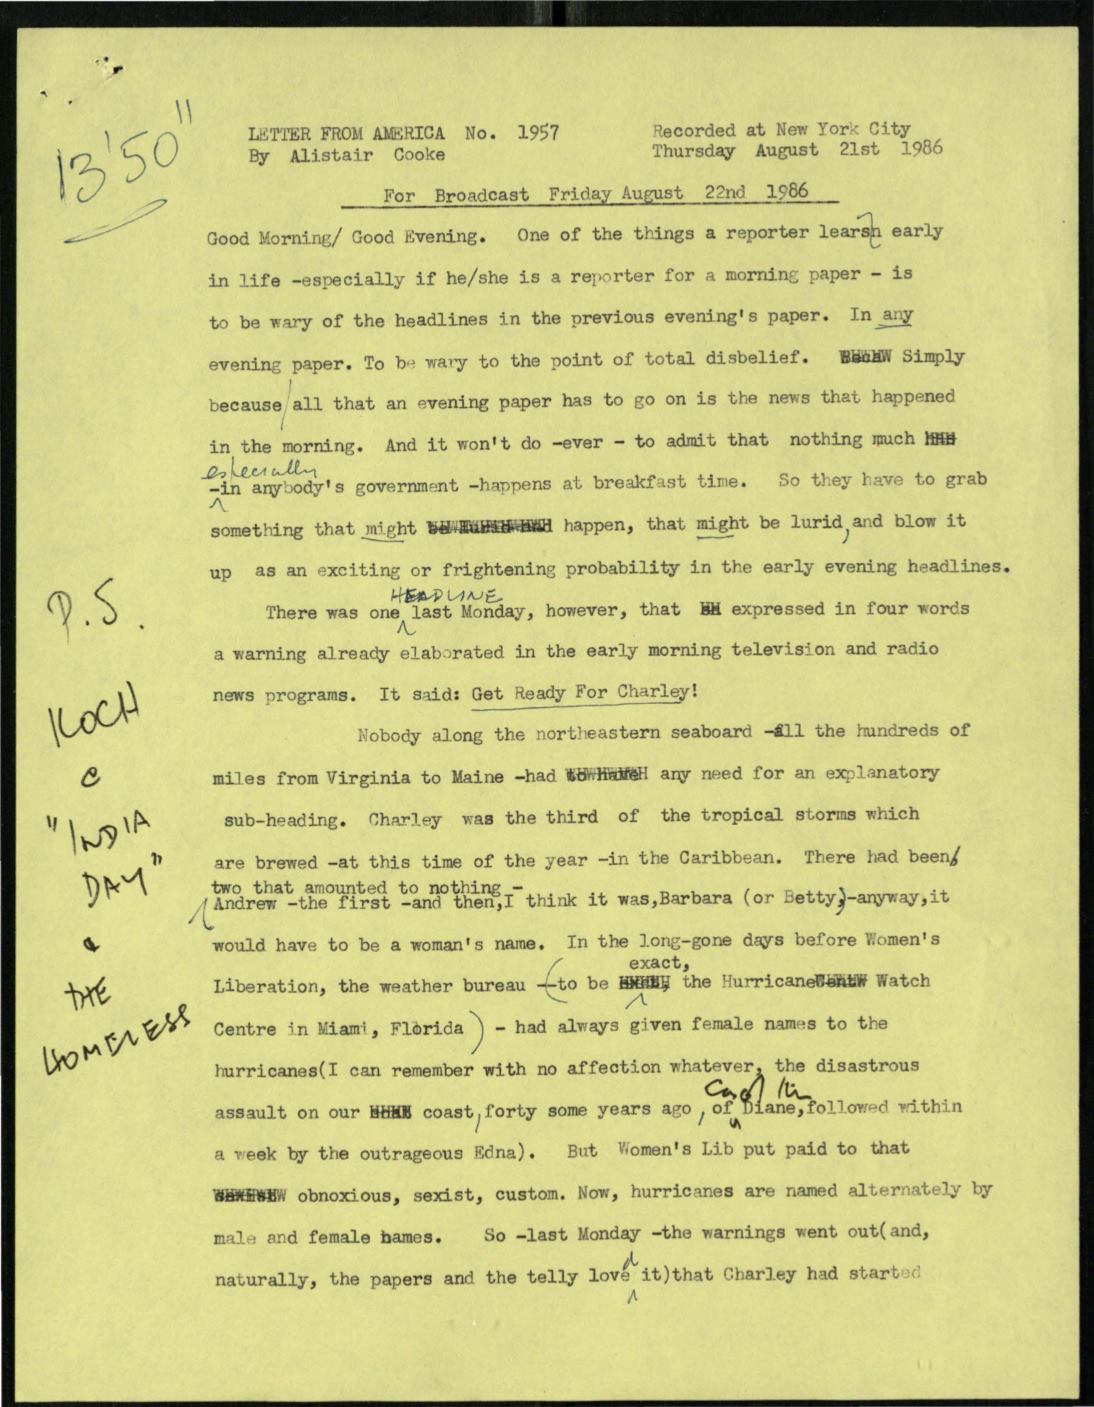 13'50"
LETTER FROM AMERICA No. 1957 Recorded at New York City
By Alistair Cooke Thursday August 21st 1986
For Broadcast Friday August 22nd 1986
Good Morning/ Good Evening. One of the things a reporter learsn early
in life -especially if he/she is a reporter for a morning paper - is
to be wary of the headlines in the previous evening's paper. In any
evening paper. To be wary to the point of total disbelief. Simply
because all that an evening paper has to go on is the news that happened
in the morning. And it won't do -ever - to admit that nothing much
especially
-in anybody's government -happens at breakfast time. So they have to grab
something that might happen, that might be lurid, and blow it
up as an exciting or frightening probability in the early evening headlines.
HEADLINE
There was one last Monday, however, that expressed in four words
a warning already elaborated in the early morning television and radio
news programs. It said: Get Ready For Charley!
Nobody along the northeastern seaboard -all the hundreds of
miles from Virginia to Maine -had any need for an explanatory
sub-heading. Charley was the third of the tropical storms which
are brewed -at this time of the year -in the Caribbean. There had been
two that amounted to nothing -
Andrew -the first -and then, I think it was, Barbara (or Betty)-anyway, it
would have to be a woman's name. In the long-gone days before Women's
exact,
Liberation, the weather bureau (to be the Hurricane Watch
Centre in Miami, Florida) - had always given female names to the
hurricanes(I can remember with no affection whatever, the disastrous
Carol
assault on our coast, forty some years ago, of Diane, followed within
a week by the outrageous Edna). But Women's Lib put paid to that
obnoxious, sexist, custom. Now, hurricanes are named alternately by
male and female names. So -last Monday -the warnings went out(and,
d
naturally, the papers and the telly love it)that Charley had started
P.S.
KOCH
"INDIA
DAY"
THE
HOMELESS